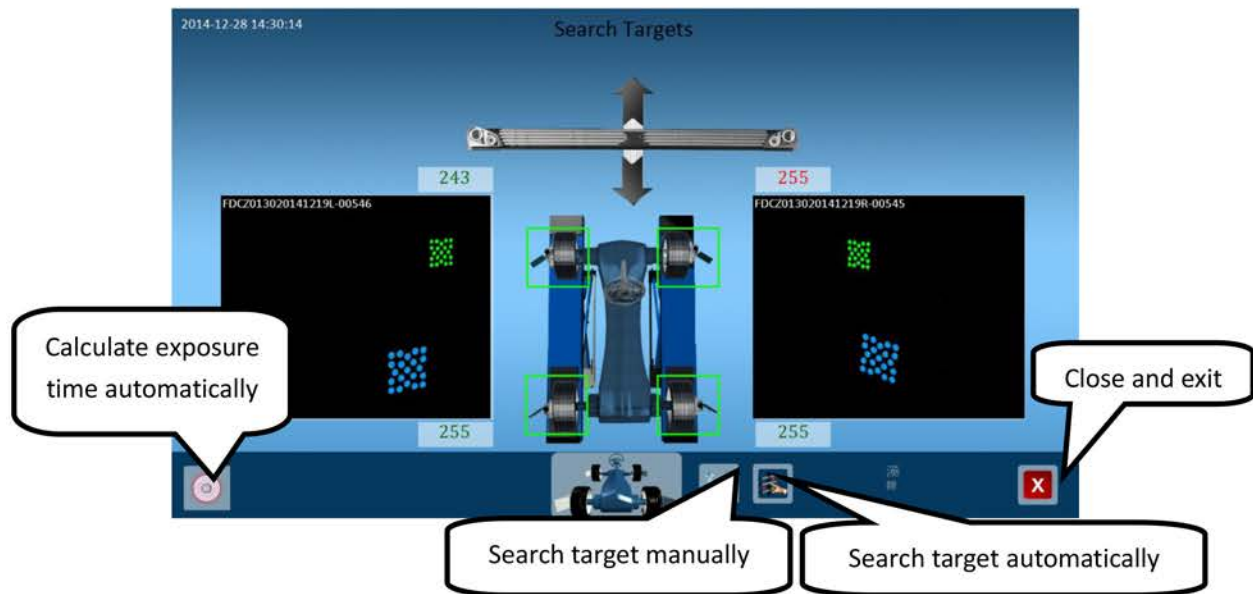 2014-12-28 14:30:14
Search Targets
243
255
FDCZ013020141219L-00546
FDCZ013020141219R-00545
Calculate exposure
time automatically
Close and exit
255
255
X
Search target manually
Search target automatically